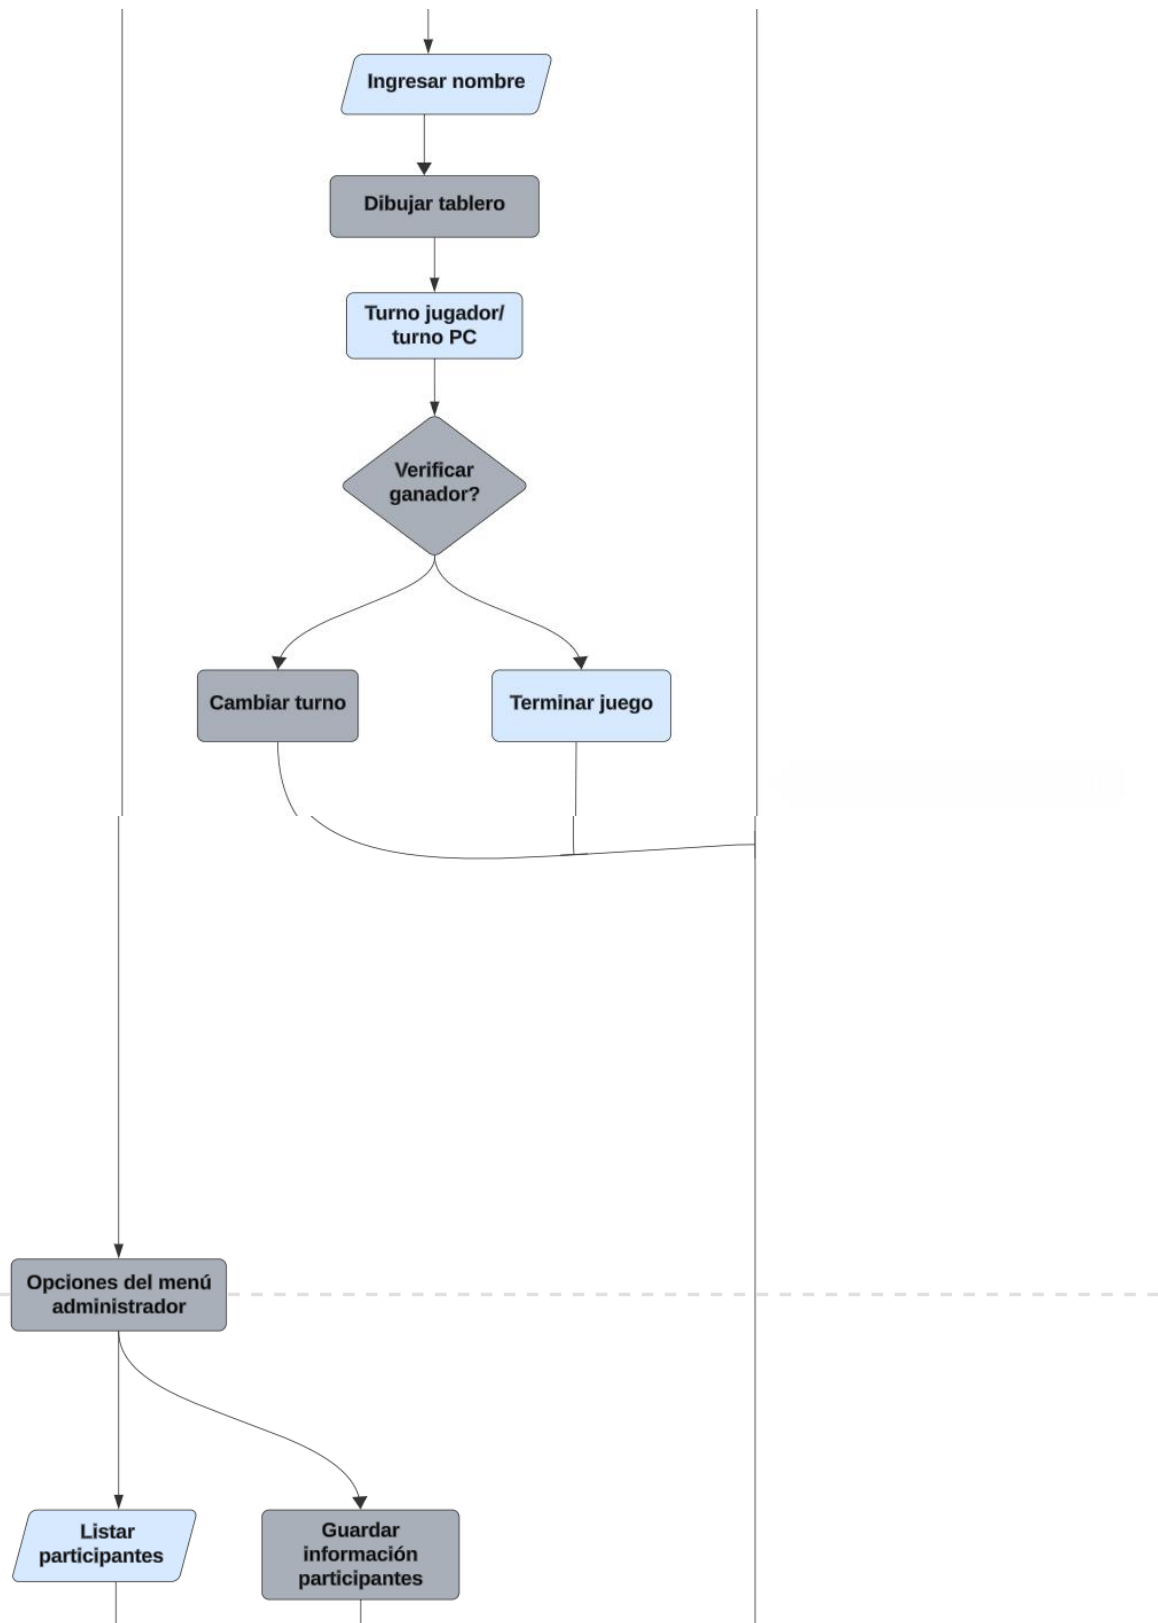 Ingresar nombre
Dibujar tablero
Turno jugador/
turno PC
Verificar
ganador?
Cambiar turno
Terminar juego
Opciones del menú
administrador
Listar
participantes
Guardar
información
participantes